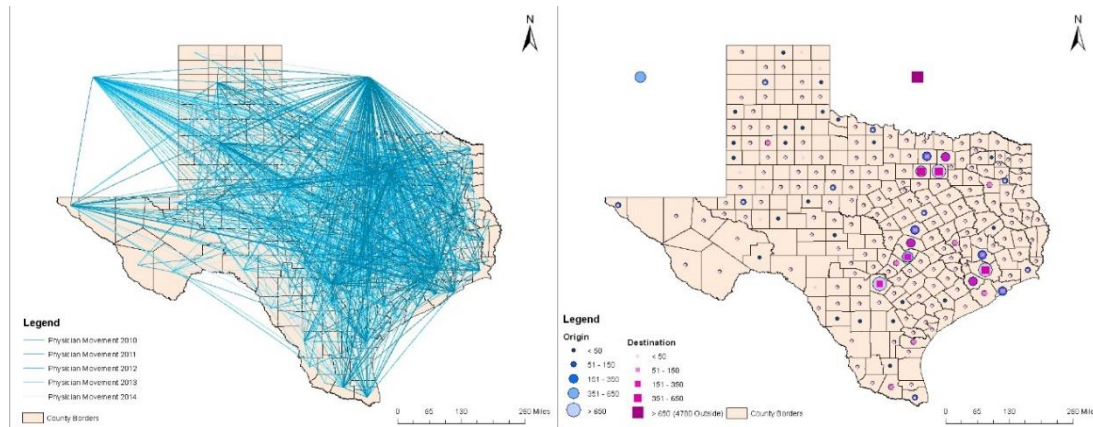 N
Legend
Physician Movement 2010
Physician Movement 2011
Physician Movement 2012
Physician Movement 2013
Physician Movement 2014
County Borders
0 65 130 260 Miles
N
Legend
Origin
< 50
51 - 150
151 - 350
351 - 650
> 650
Destination
< 50
51 - 150
151 - 350
351 - 650
> 650 (4780 Outside)
County Borders
0 65 130 260 Miles